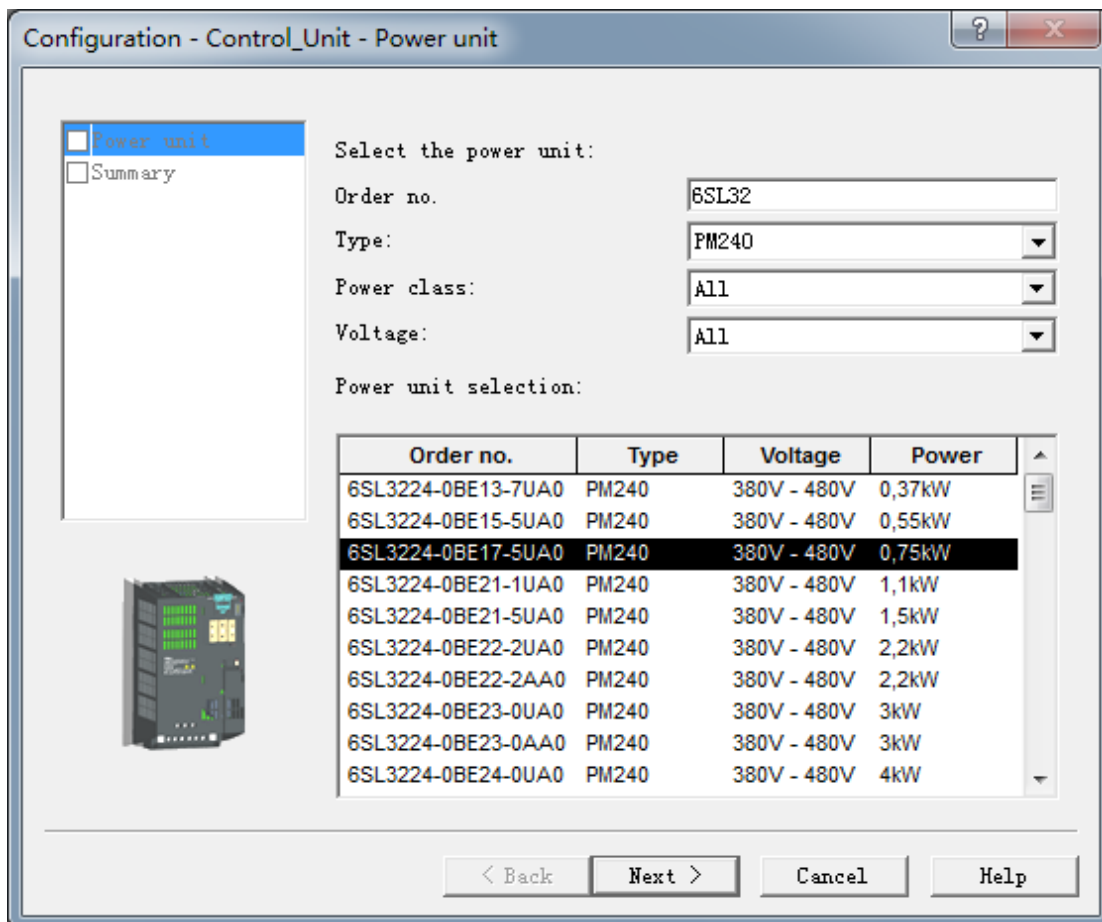 Configuration - Control_Unit - Power unit
Power unit
Summary
Select the power unit:
Order no. 6SL32
Type: PM240
Power class: All
Voltage: All
Power unit selection:
Order no. Type Voltage Power
6SL3224-0BE13-7UA0 PM240 380V - 480V 0,37kW
6SL3224-0BE15-5UA0 PM240 380V - 480V 0,55kW
6SL3224-0BE17-5UA0 PM240 380V - 480V 0,75kW
6SL3224-0BE21-1UA0 PM240 380V - 480V 1,1kW
6SL3224-0BE21-5UA0 PM240 380V - 480V 1,5kW
6SL3224-0BE22-2UA0 PM240 380V - 480V 2,2kW
6SL3224-0BE22-2AA0 PM240 380V - 480V 2,2kW
6SL3224-0BE23-0UA0 PM240 380V - 480V 3kW
6SL3224-0BE23-0AA0 PM240 380V - 480V 3kW
6SL3224-0BE24-0UA0 PM240 380V - 480V 4kW
< Back Next > Cancel Help